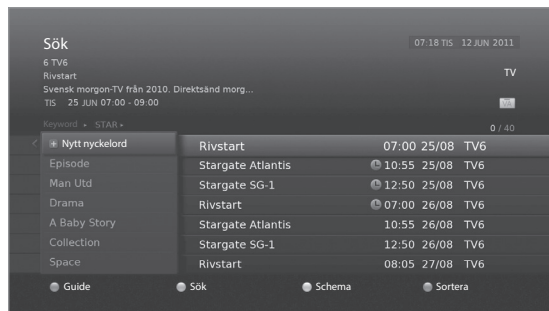 Sök
07:18 TIS 12 JUN 2011
6 TV6
Rivstart
TV
Svensk morgon-TV från 2010. Direktsänd morg...
TIS 25 JUN 07:00 - 09:00
Keyword STAR
0 / 40
Nytt nyckelord
Episode
Man Utd
Drama
A Baby Story
Collection
Space
Rivstart 07:00 25/08 TV6
Stargate Atlantis 10:55 25/08 TV6
Stargate SG-1 12:50 25/08 TV6
Rivstart 07:00 26/08 TV6
Stargate Atlantis 10:55 26/08 TV6
Stargate SG-1 12:50 26/08 TV6
Rivstart 08:05 27/08 TV6
Guide Sök Schema Sortera